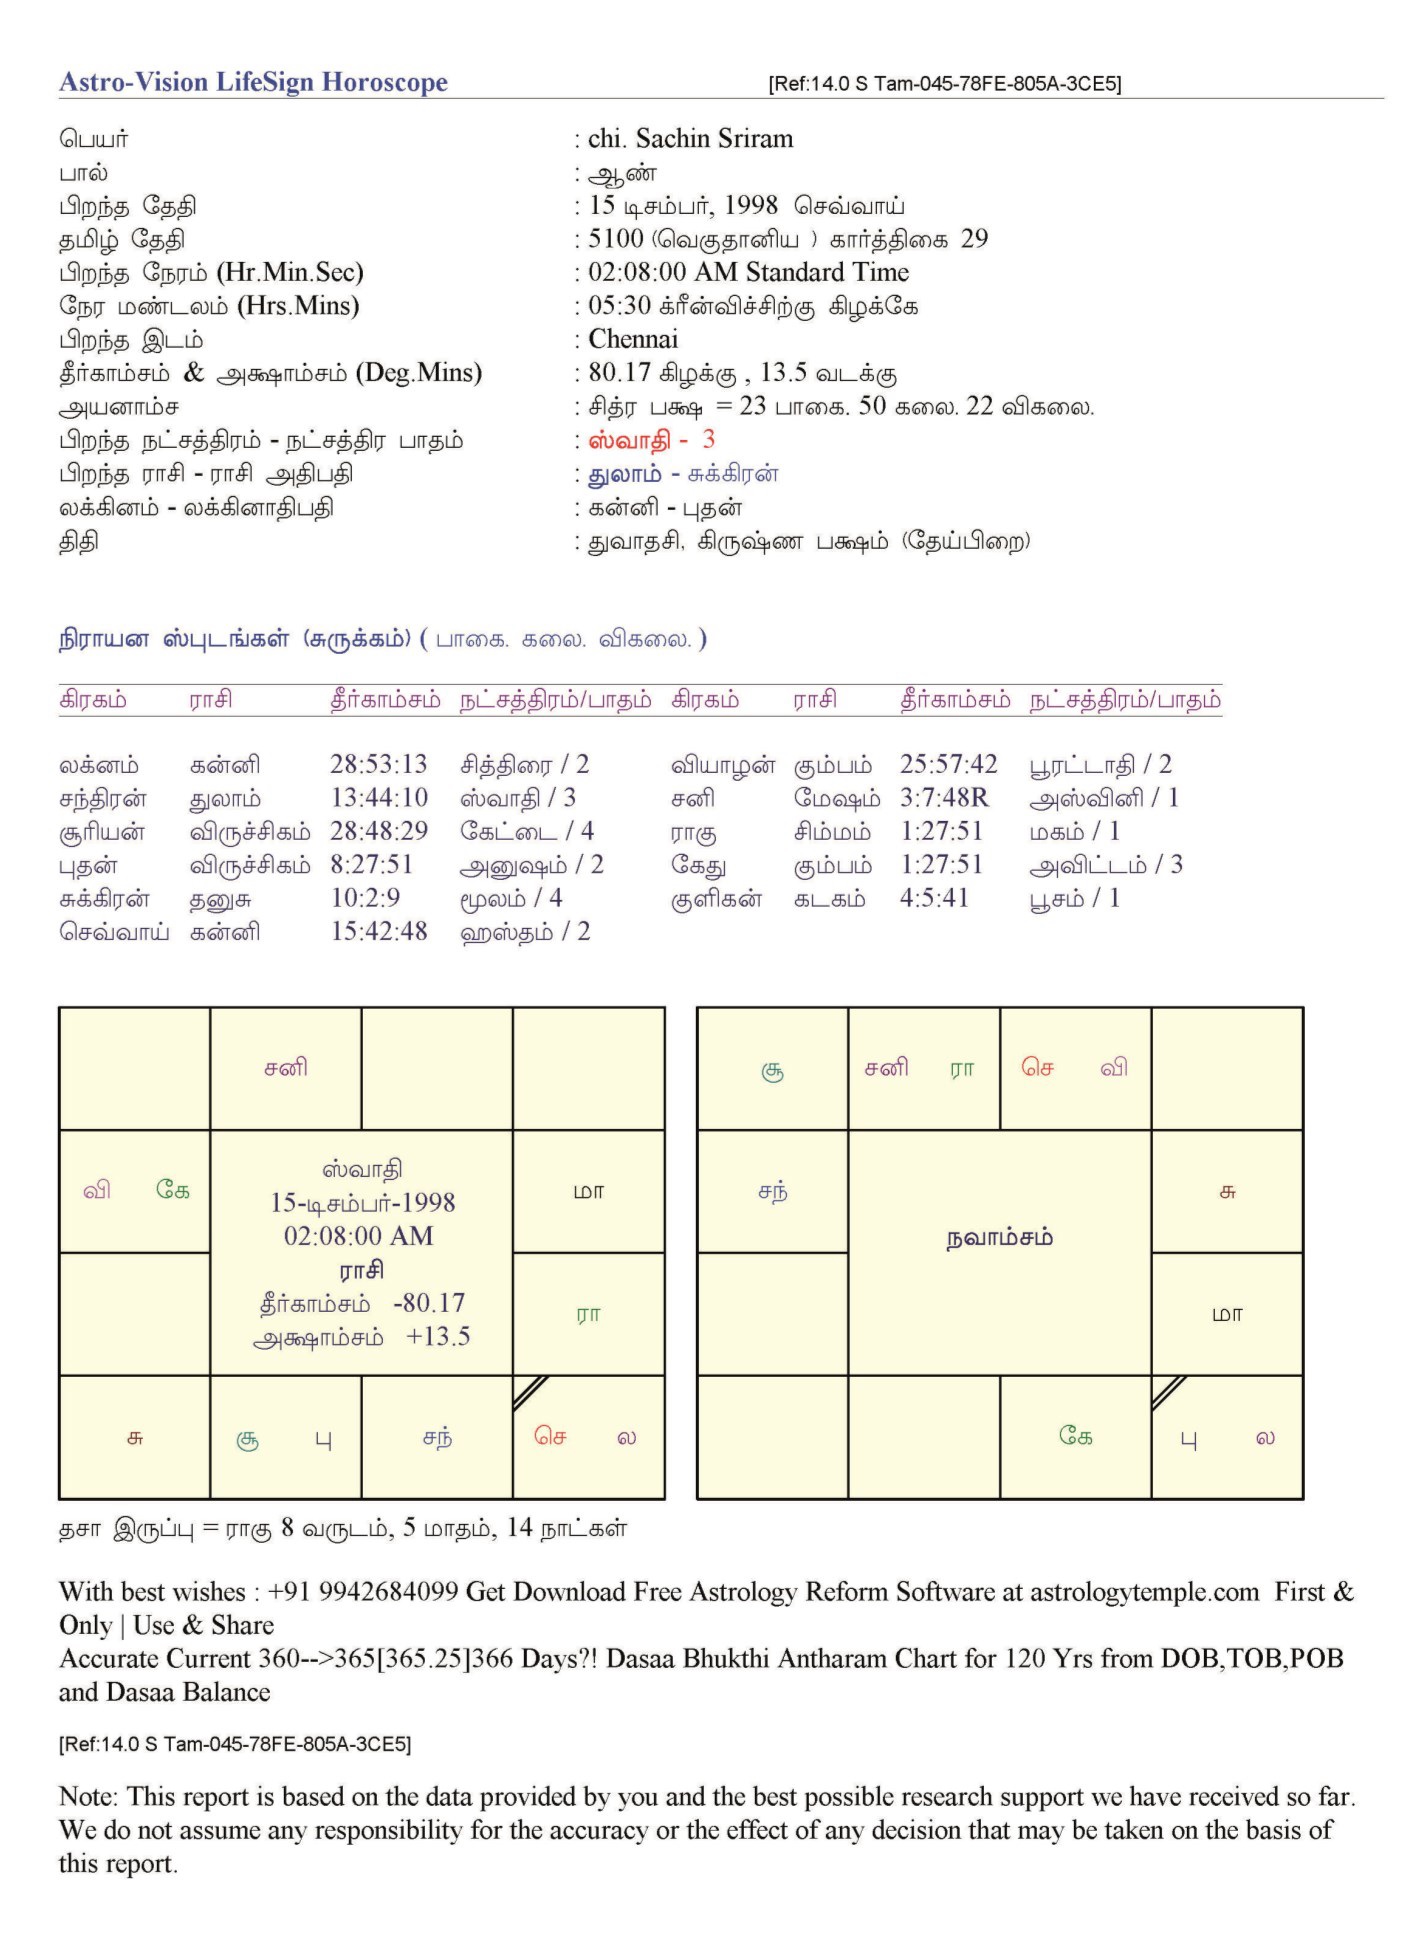 Astro-Vision LifeSign Horoscope [Ref:14.0 S Tam-045-78FE-805A-3CE5]
பெயர் : chi. Sachin Sriram
பால் : ஆண்
பிறந்த தேதி : 15 டிசம்பர், 1998 செவ்வாய்
தமிழ் தேதி : 5100 (வெகுதானிய ) கார்த்திகை 29
பிறந்த நேரம் (Hr.Min.Sec) : 02:08:00 AM Standard Time
நேர மண்டலம் (Hrs.Mins) : 05:30 க்ரீன்விச்சிற்கு கிழக்கே
பிறந்த இடம் : Chennai
தீர்காம்சம் & அக்ஷாம்சம் (Deg.Mins) : 80.17 கிழக்கு , 13.5 வடக்கு
அயனாம்ச : சித்ர பக்ஷ = 23 பாகை. 50 கலை. 22 விகலை.
பிறந்த நட்சத்திரம் - நட்சத்திர பாதம் : ஸ்வாதி - 3
பிறந்த ராசி - ராசி அதிபதி : துலாம் - சுக்கிரன்
லக்கினம் - லக்கினாதிபதி : கன்னி - புதன்
திதி : துவாதசி, கிருஷ்ண பக்ஷம் (தேய்பிறை)
நிராயன ஸ்புடங்கள் (சுருக்கம்) ( பாகை. கலை. விகலை. )
கிரகம் ராசி தீர்காம்சம் நட்சத்திரம்/பாதம் கிரகம் ராசி தீர்காம்சம் நட்சத்திரம்/பாதம்
லக்னம் கன்னி 28:53:13 சித்திரை / 2 வியாழன் கும்பம் 25:57:42 பூரட்டாதி / 2
சந்திரன் துலாம் 13:44:10 ஸ்வாதி / 3 சனி மேஷம் 3:7:48R அஸ்வினி / 1
சூரியன் விருச்சிகம் 28:48:29 கேட்டை / 4 ராகு சிம்மம் 1:27:51 மகம் / 1
புதன் விருச்சிகம் 8:27:51 அனுஷம் / 2 கேது கும்பம் 1:27:51 அவிட்டம் / 3
சுக்கிரன் தனுசு 10:2:9 மூலம் / 4 குளிகன் கடகம் 4:5:41 பூசம் / 1
செவ்வாய் கன்னி 15:42:48 ஹஸ்தம் / 2
சனி
வி கே
மா
ஸ்வாதி
15-டிசம்பர்-1998
02:08:00 AM
ராசி
தீர்காம்சம் -80.17
அக்ஷாம்சம் +13.5
ரா
சு சூ பு சந் செ ல
சூ சனி ரா செ வி
சந் சு
நவாம்சம்
மா
கே பு ல
தசா இருப்பு = ராகு 8 வருடம், 5 மாதம், 14 நாட்கள்
With best wishes : +91 9942684099 Get Download Free Astrology Reform Software at astrologytemple.com First &
Only | Use & Share
Accurate Current 360-->365[365.25]366 Days?! Dasaa Bhukthi Antharam Chart for 120 Yrs from DOB,TOB,POB
and Dasaa Balance
[Ref:14.0 S Tam-045-78FE-805A-3CE5]
Note: This report is based on the data provided by you and the best possible research support we have received so far.
We do not assume any responsibility for the accuracy or the effect of any decision that may be taken on the basis of
this report.